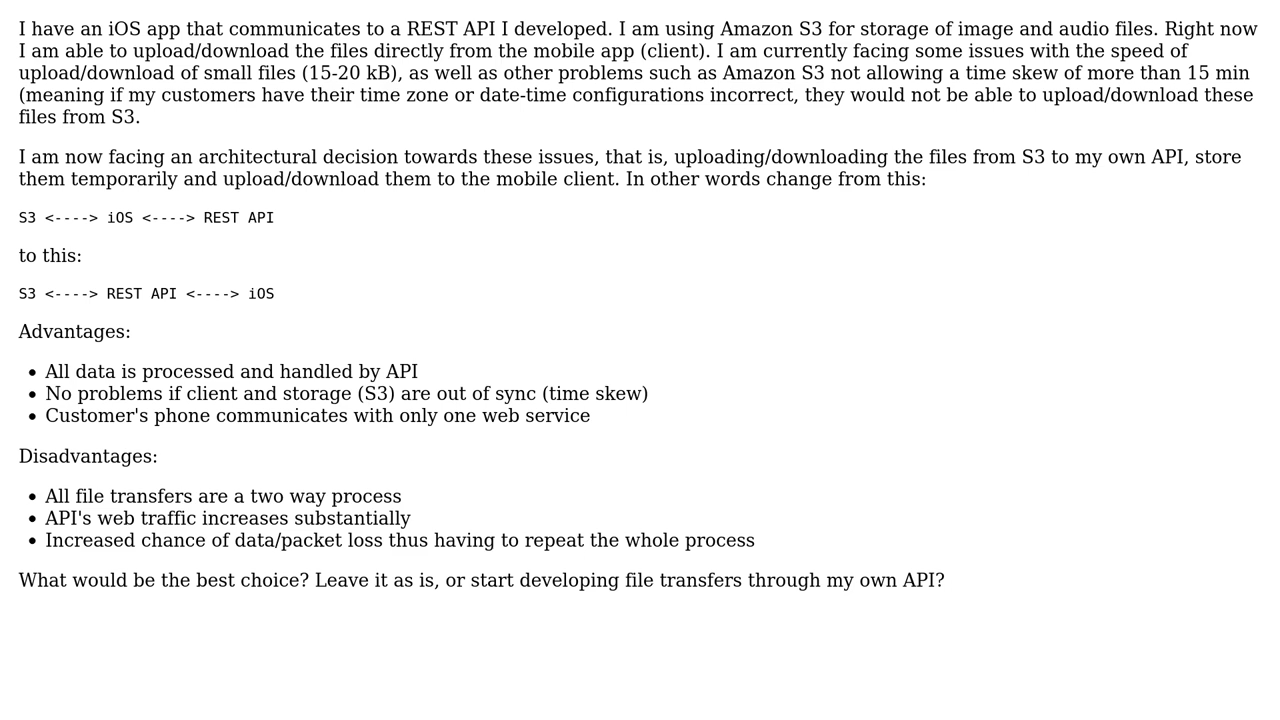 I have an iOS app that communicates to a REST API I developed. I am using Amazon S3 for storage of image and audio files. Right now
I am able to upload/download the files directly from the mobile app (client). I am currently facing some issues with the speed of
upload/download of small files (15-20 kB), as well as other problems such as Amazon S3 not allowing a time skew of more than 15 min
(meaning if my customers have their time zone or date-time configurations incorrect, they would not be able to upload/download these
files from S3.
I am now facing an architectural decision towards these issues, that is, uploading/downloading the files from S3 to my own API, store
them temporarily and upload/download them to the mobile client. In other words change from this:
S3 <----> iOS <----> REST API
to this:
S3 <----> REST API <----> iOS
Advantages:
• All data is processed and handled by API
• No problems if client and storage (S3) are out of sync (time skew)
• Customer's phone communicates with only one web service
Disadvantages:
• All file transfers are a two way process
• API's web traffic increases substantially
• Increased chance of data/packet loss thus having to repeat the whole process
What would be the best choice? Leave it as is, or start developing file transfers through my own API?